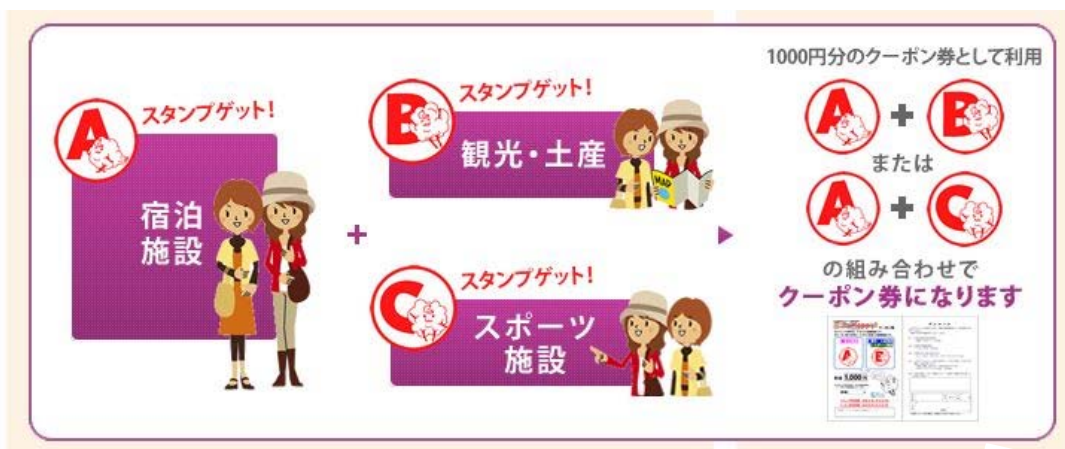 A
スタンプゲット!
宿泊
施設
+
B
スタンプゲット!
観光・土産
MAP
C
スタンプゲット!
スポーツ
施設
1000円分のクーポン券として利用
A + B
または
A + C
の組み合わせで
クーポン券になります
A B
1,000